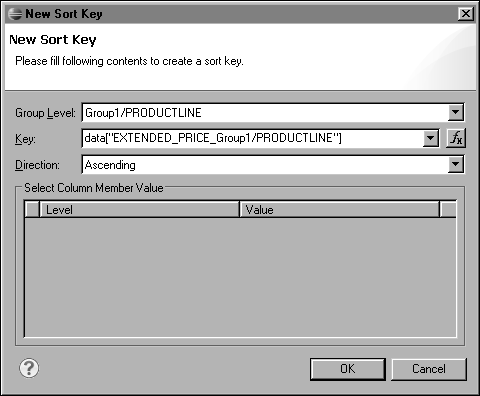 New Sort Key
New Sort Key
Please fill following contents to create a sort key.
Group Level: Group1/PRODUCTLINE
Key: data["EXTENDED_PRICE_Group1/PRODUCTLINE"] fx
Direction: Ascending
Select Column Member Value
Level Value
? OK Cancel